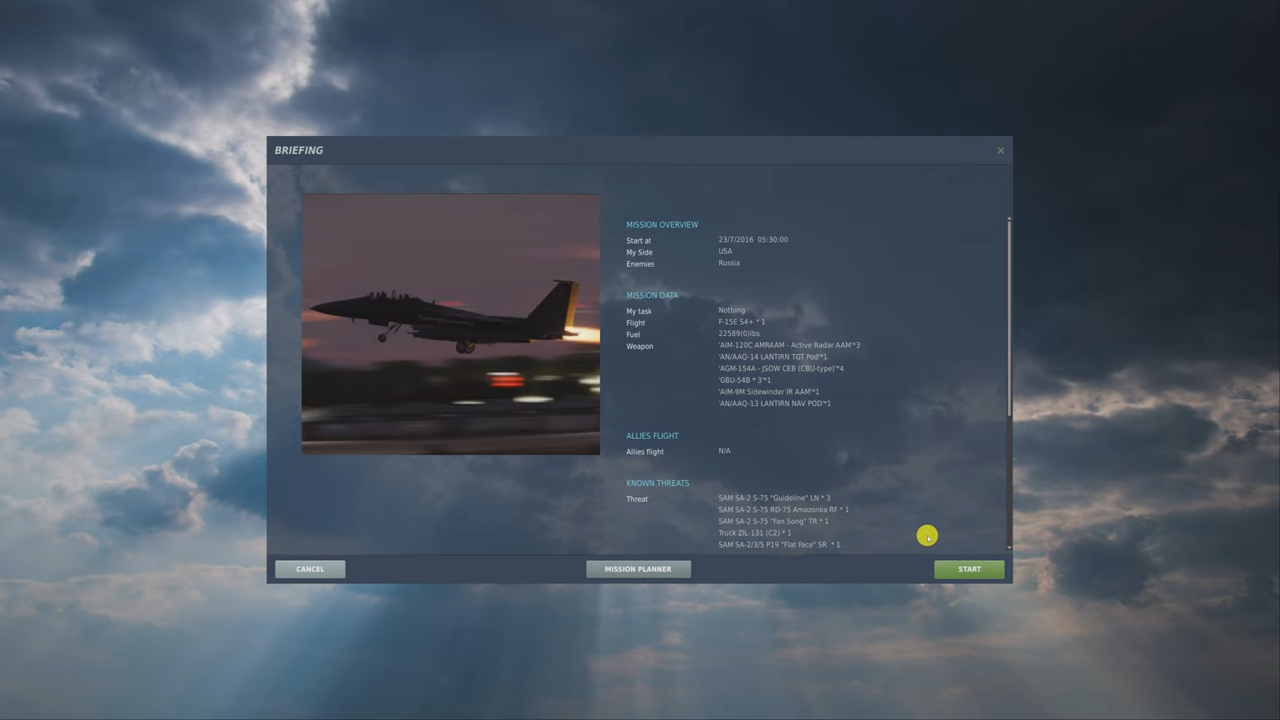 BRIEFING
MISSION OVERVIEW
Start at 23/7/2016 05:30:00
My Side USA
Enemies Russia
MISSION DATA
My task Nothing
Flight F-15E S4+ * 1
Fuel 22589(0)lbs
Weapon 'AIM-120C AMRAAM - Active Radar AAM'*3
'AN/AAQ-14 LANTIRN TGT Pod'*1
'AGM-154A - JSOW CEB (CBU-type)'*4
'GBU-54B * 3'*1
'AIM-9M Sidewinder IR AAM'*1
'AN/AAQ-13 LANTIRN NAV POD'*1
ALLIES FLIGHT
Allies flight N/A
KNOWN THREATS
Threat SAM SA-2 S-75 "Guideline" LN * 3
SAM SA-2 S-75 RD-75 Amazonka RF * 1
SAM SA-2 S-75 "Fan Song" TR * 1
Truck ZIL-131 (C2) * 1
SAM SA-2/3/5 P19 "Flat Face" SR * 1
CANCEL MISSION PLANNER START